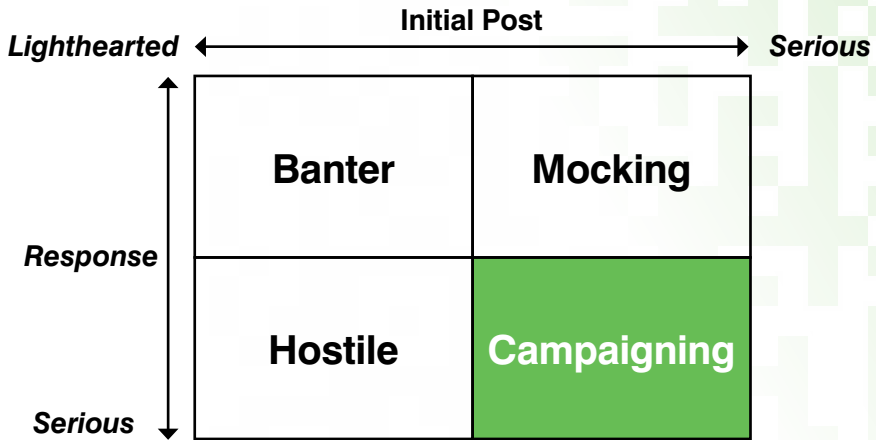 Initial Post
Lighthearted
Serious
Banter
Mocking
Response
Hostile
Campaigning
Serious